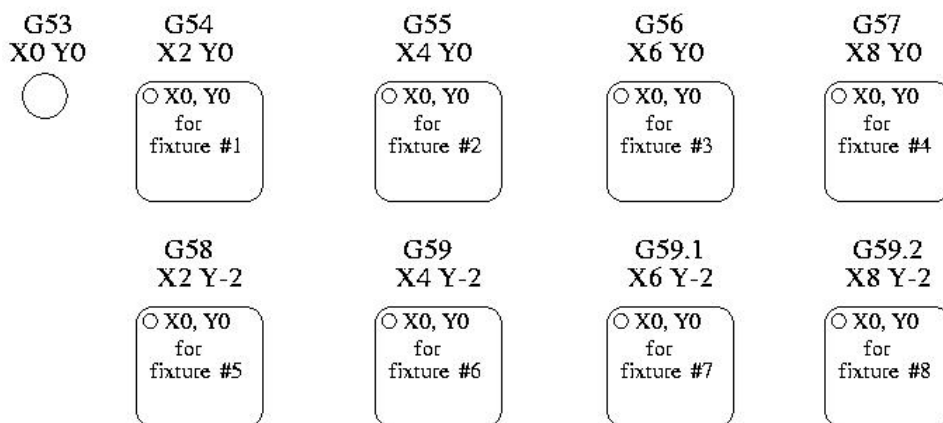 G53
X0 Y0
G54
X2 Y0
X0, Y0
for
fixture #1
G55
X4 Y0
X0, Y0
for
fixture #2
G56
X6 Y0
X0, Y0
for
fixture #3
G57
X8 Y0
X0, Y0
for
fixture #4
G58
X2 Y-2
X0, Y0
for
fixture #5
G59
X4 Y-2
X0, Y0
for
fixture #6
G59.1
X6 Y-2
X0, Y0
for
fixture #7
G59.2
X8 Y-2
X0, Y0
for
fixture #8